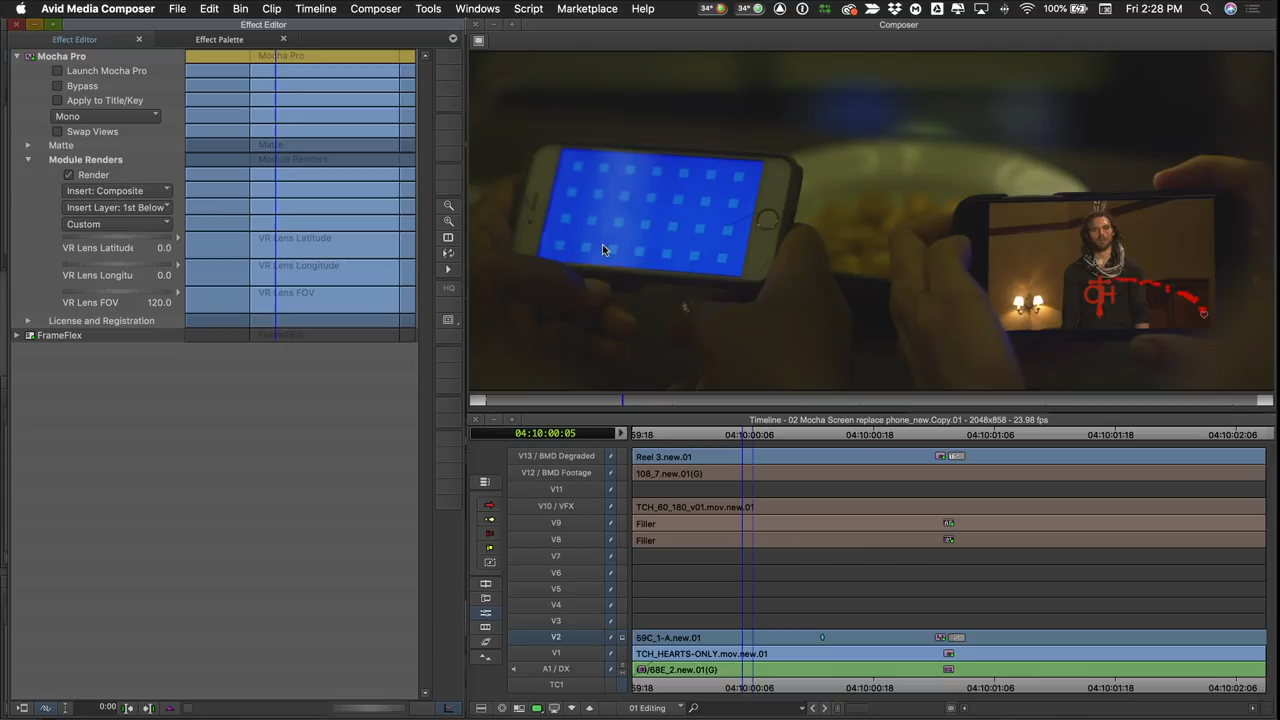 Avid Media Composer File Edit Bin Clip Timeline Composer Tools Windows Script Marketplace Help 34° 34° 100% Fri 2:28 PM
Effect Editor
Composer
Effect Editor
Effect Palette
Mocha Pro
Mocha Pro
Launch Mocha Pro
Bypass
Apply to Title/Key
Mono
Swap Views
Matte
Matte
Module Renders
Module Renders
Render
Insert: Composite
Insert Layer: 1st Below
Custom
VR Lens Latitude
VR Lens Latitude 0.0
VR Lens Longitude
VR Lens Longitu 0.0
VR Lens FOV
VR Lens FOV 120.0
License and Registration
FrameFlex
FrameFlex
HQ
Timeline - 02 Mocha Screen replace phone_new.Copy.01 - 2048x858 - 23.98 fps
04:10:00:05
59:18 04:10:00:06 04:10:00:18 04:10:01:06 04:10:01:18 04:10:02:06
V13 / BMD Degraded Reel 3.new.01
V12 / BMD Footage 108_7.new.01(G)
V11
V10 / VFX TCH_60_180_v01.mov.new.01
V9 Filler
V8 Filler
V7
V6
V5
V4
V3
V2 59C_1-A.new.01
V1 TCH_HEARTS-ONLY.mov.new.01
A1 / DX /68E_2.new.01(G)
TC1 59:18 04:10:00:06 04:10:00:18 04:10:01:06 04:10:01:18 04:10:02:06
0:00 01 Editing